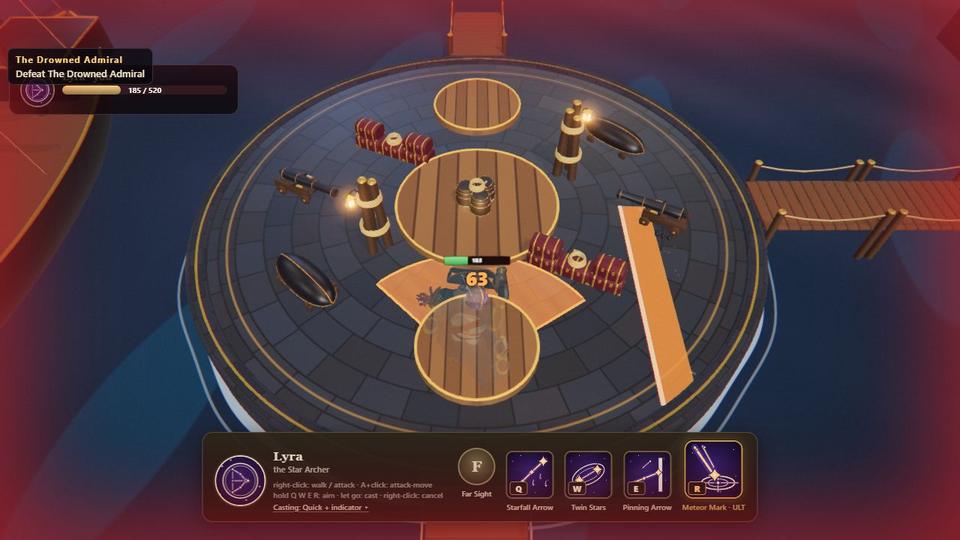 The Drowned Admiral
Defeat The Drowned Admiral
185 / 520
63
Lyra
the Star Archer
right-click: walk / attack · A+click: attack-move
hold Q W E R: aim · let go: cast · right-click: cancel
Casting: Quick + indicator
F
Far Sight
Q
Starfall Arrow
W
Twin Stars
E
Pinning Arrow
R
Meteor Mark · ULT